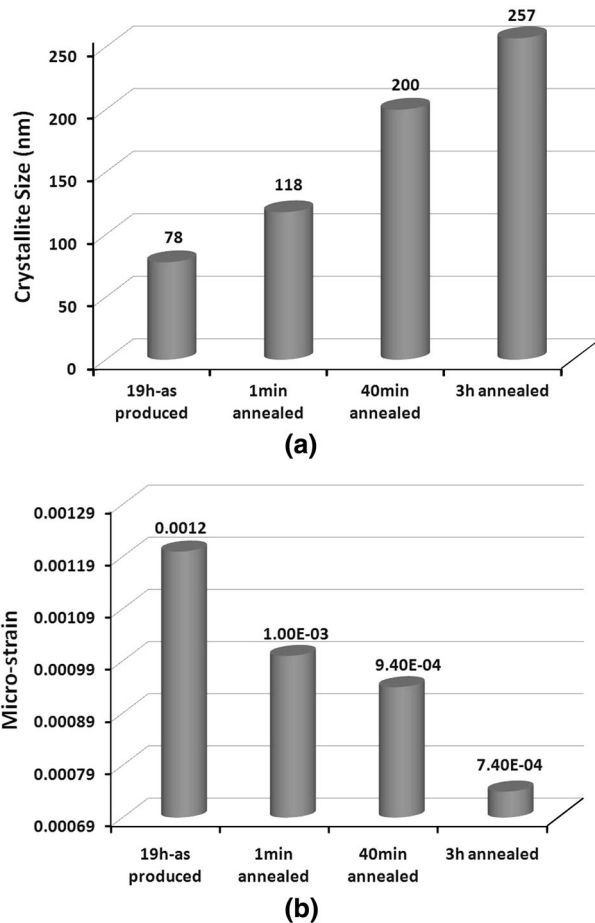 257
250
200
200
150
118
100
78
50
0
Crystallite Size (nm)
19h-as 1min 40min 3h annealed
produced annealed annealed
(a)
0.00129
0.0012
0.00119
0.00109
1.00E-03
0.00099
9.40E-04
0.00089
0.00079
7.40E-04
0.00069
Micro-strain
19h-as 1min 40min 3h annealed
produced annealed annealed
(b)